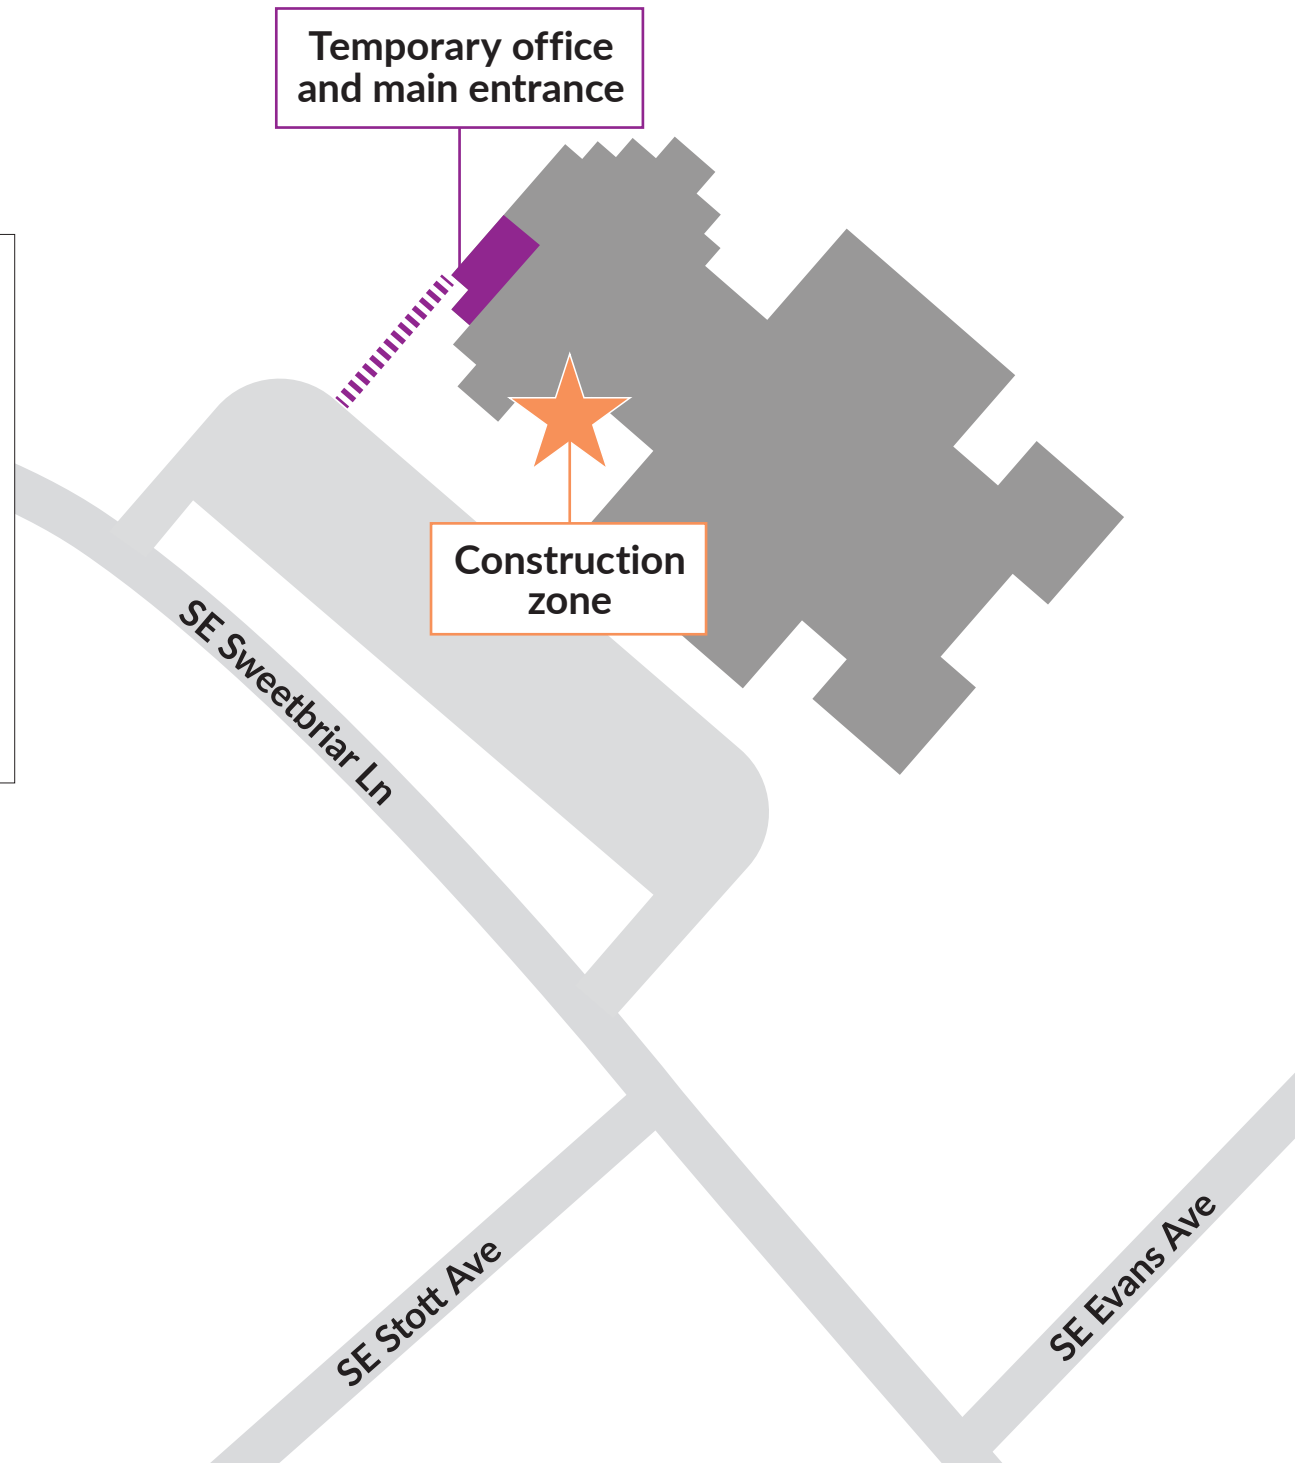 Temporary office
and main entrance
Construction
zone
SE Sweetbriar Ln
SE Stott Ave
SE Evans Ave